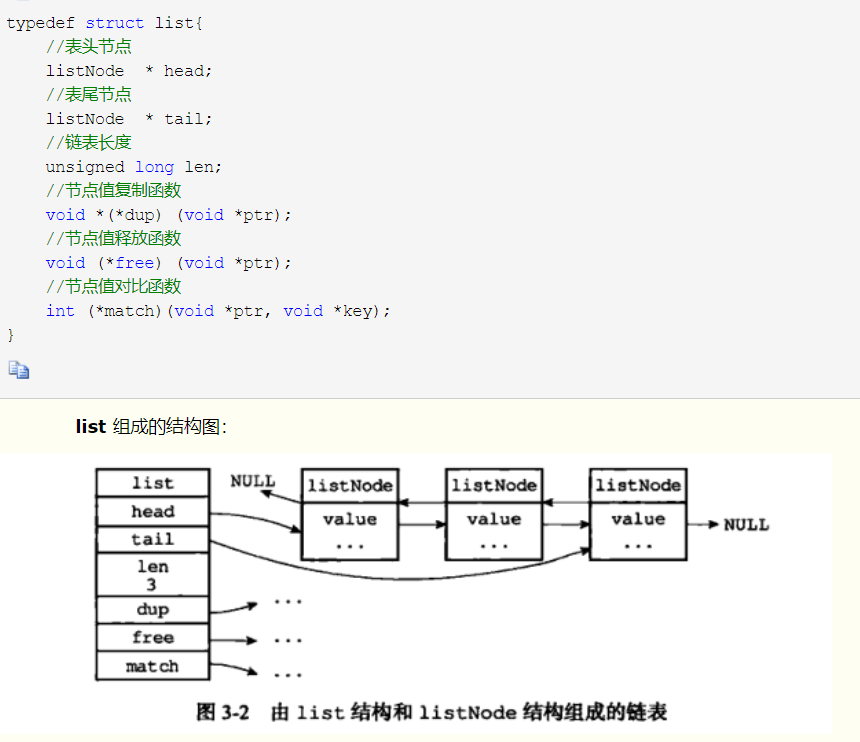 typedef struct list{
//表头节点
listNode  * head;
//表尾节点
listNode  * tail;
//链表长度
unsigned long len;
//节点值复制函数
void *(*dup) (void *ptr);
//节点值释放函数
void (*free) (void *ptr);
//节点值对比函数
int (*match)(void *ptr, void *key);
}
list 组成的结构图：
list
head
tail
len
3
dup
free
match
NULL
listNode
value
...
listNode
value
...
listNode
value
...
NULL
...
...
...
图 3-2 由 list 结构和 listNode 结构组成的链表